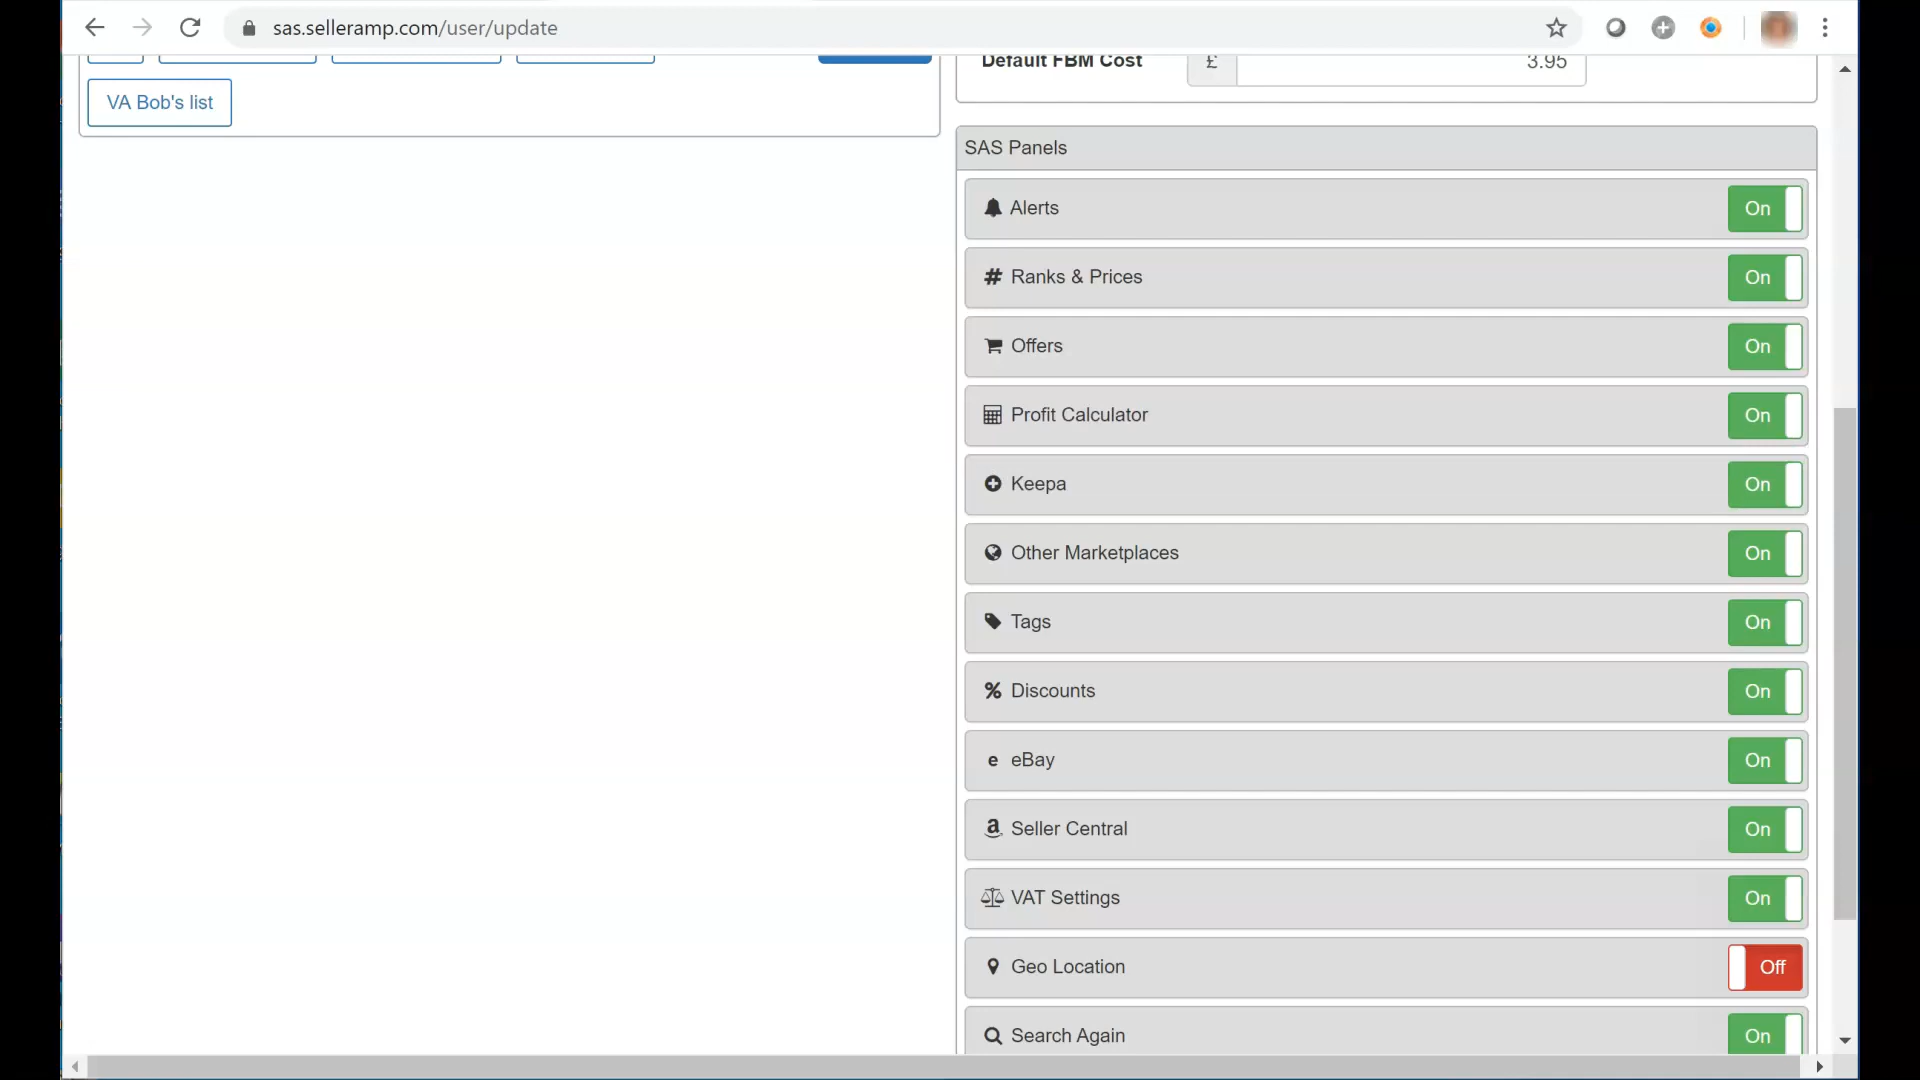 sas.selleramp.com/user/update
Default FBM Cost
£
3.95
VA Bob's list
SAS Panels
Alerts
On
# Ranks & Prices
On
Offers
On
Profit Calculator
On
Keepa
On
Other Marketplaces
On
Tags
On
% Discounts
On
e eBay
On
a Seller Central
On
VAT Settings
On
Geo Location
Off
Search Again
On